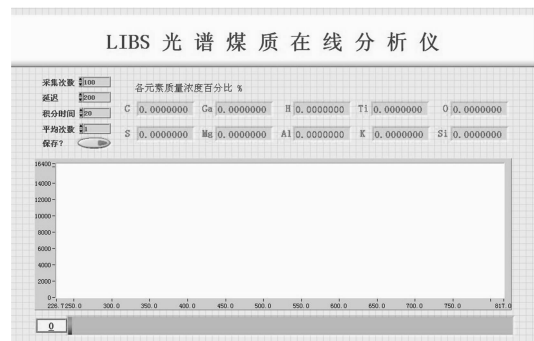 LIBS 光谱煤质在线分析仪
采集次数 100
延迟 200
积分时间 20
平均次数 3
保存?
各元素质量浓度百分比 %
C 0.0000000 Ca 0.0000000 H 0.0000000 Ti 0.0000000 O 0.0000000
S 0.0000000 Mg 0.0000000 Al 0.0000000 K 0.0000000 Si 0.0000000
16400
14000
12000
10000
8000
6000
4000
2000
0
226.7 250.0 300.0 350.0 400.0 450.0 500.0 550.0 600.0 650.0 700.0 750.0 817.0
0